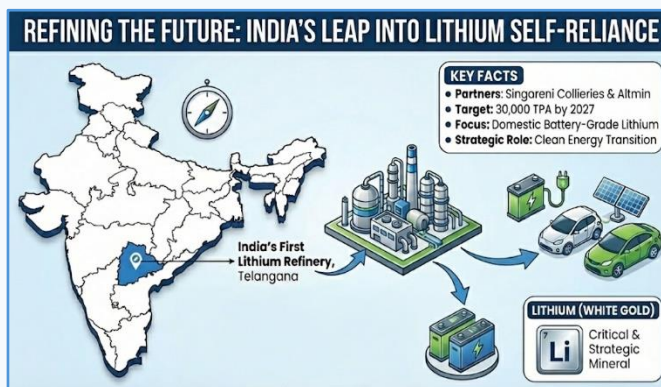 REFINING THE FUTURE: INDIA'S LEAP INTO LITHIUM SELF-RELIANCE
KEY FACTS
• Partners: Singareni Collieries & Altmin
• Target: 30,000 TPA by 2027
• Focus: Domestic Battery-Grade Lithium
• Strategic Role: Clean Energy Transition
India's First
Lithium Refinery,
Telangana
LITHIUM (WHITE GOLD)
7
Li
Critical &
Strategic
Mineral